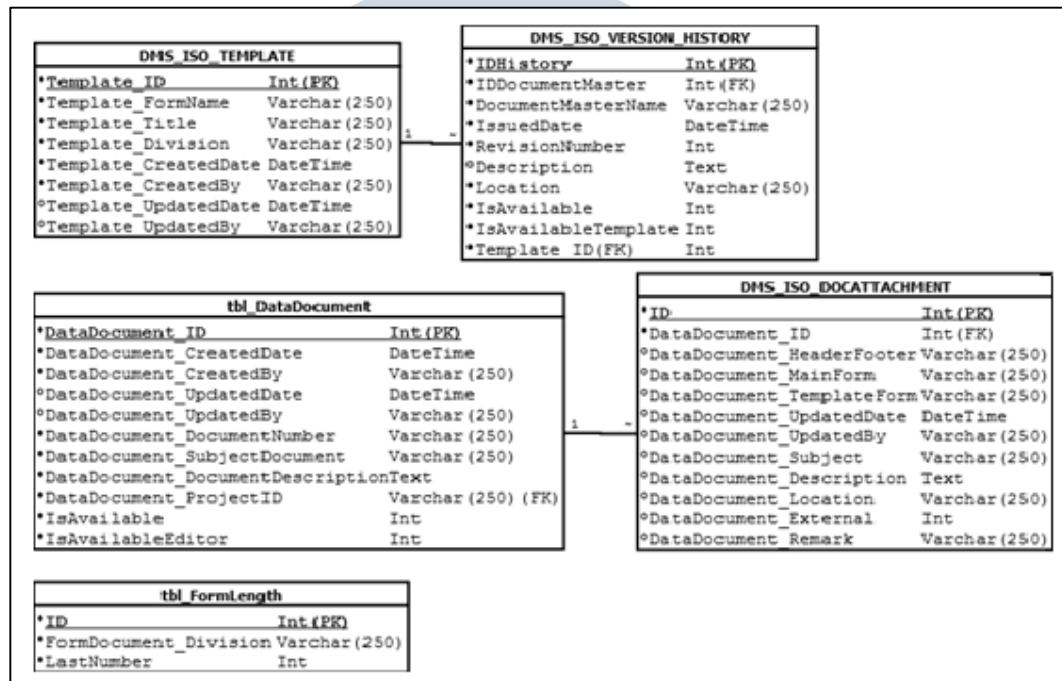 DMS_ISO_TEMPLATE
*Template_ID Int(PK)
*Template_FormName Varchar(250)
*Template_Title Varchar(250)
*Template_Division Varchar(250)
*Template_CreatedDate DateTime
*Template_CreatedBy Varchar(250)
°Template_UpdatedDate DateTime
°Template_UpdatedBy Varchar(250)
1 ~
DMS_ISO_VERSION_HISTORY
*IDHistory Int(PK)
*IDDocumentMaster Int(FK)
*DocumentMasterName Varchar(250)
*IssuedDate DateTime
*RevisionNumber Int
°Description Text
*Location Varchar(250)
*IsAvailable Int
*IsAvailableTemplate Int
*Template_ID(FK) Int
tbl_DataDocument
*DataDocument_ID Int(PK)
*DataDocument_CreatedDate DateTime
*DataDocument_CreatedBy Varchar(250)
°DataDocument_UpdatedDate DateTime
°DataDocument_UpdatedBy Varchar(250)
*DataDocument_DocumentNumber Varchar(250)
*DataDocument_SubjectDocument Varchar(250)
*DataDocument_DocumentDescriptionText
*DataDocument_ProjectID Varchar(250)(FK)
*IsAvailable Int
*IsAvailableEditor Int
1 ~
DMS_ISO_DOCATTACHMENT
*ID Int(PK)
*DataDocument_ID Int(FK)
°DataDocument_HeaderFooter Varchar(250)
°DataDocument_MainForm Varchar(250)
°DataDocument_TemplateForm Varchar(250)
°DataDocument_UpdatedDate DateTime
°DataDocument_UpdatedBy Varchar(250)
°DataDocument_Subject Varchar(250)
°DataDocument_Description Text
°DataDocument_Location Varchar(250)
°DataDocument_External Int
°DataDocument_Remark Varchar(250)
tbl_FormLength
*ID Int(PK)
*FormDocument_Division Varchar(250)
*LastNumber Int